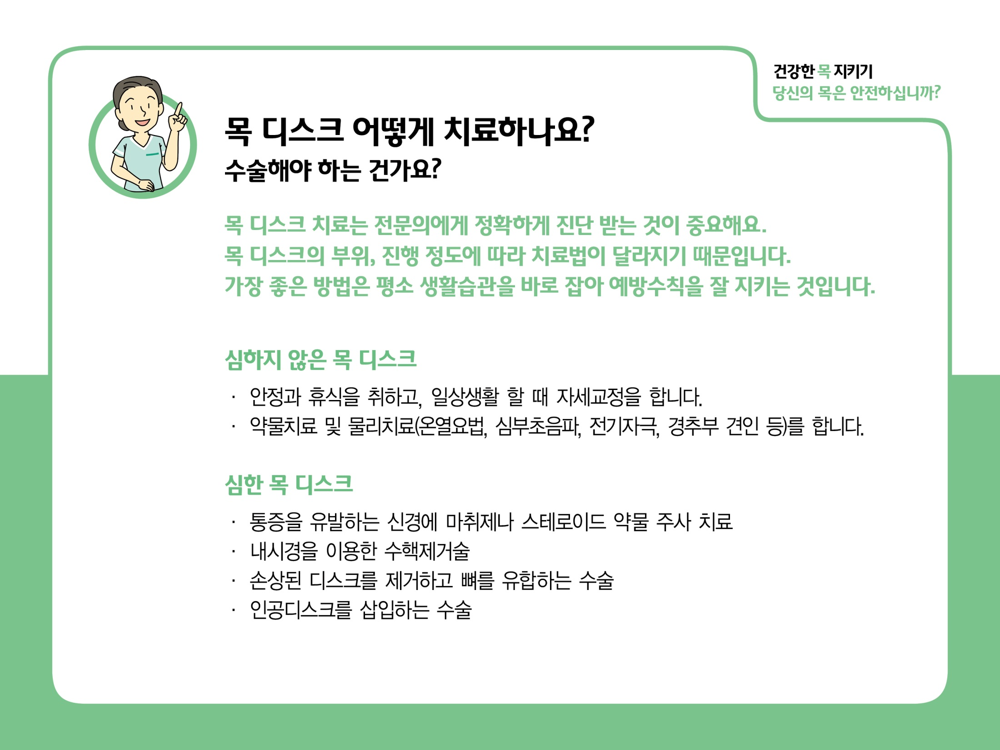 건강한 목 지키기
당신의 목은 안전하십니까?
목 디스크 어떻게 치료하나요?
수술해야 하는 건가요?
목 디스크 치료는 전문의에게 정확하게 진단 받는 것이 중요해요.
목 디스크의 부위, 진행 정도에 따라 치료법이 달라지기 때문입니다.
가장 좋은 방법은 평소 생활습관을 바로 잡아 예방수칙을 잘 지키는 것입니다.
심하지 않은 목 디스크
· 안정과 휴식을 취하고, 일상생활 할 때 자세교정을 합니다.
· 약물치료 및 물리치료(온열요법, 심부초음파, 전기자극, 경추부 견인 등)를 합니다.
심한 목 디스크
· 통증을 유발하는 신경에 마취제나 스테로이드 약물 주사 치료
· 내시경을 이용한 수핵제거술
· 손상된 디스크를 제거하고 뼈를 유합하는 수술
· 인공디스크를 삽입하는 수술